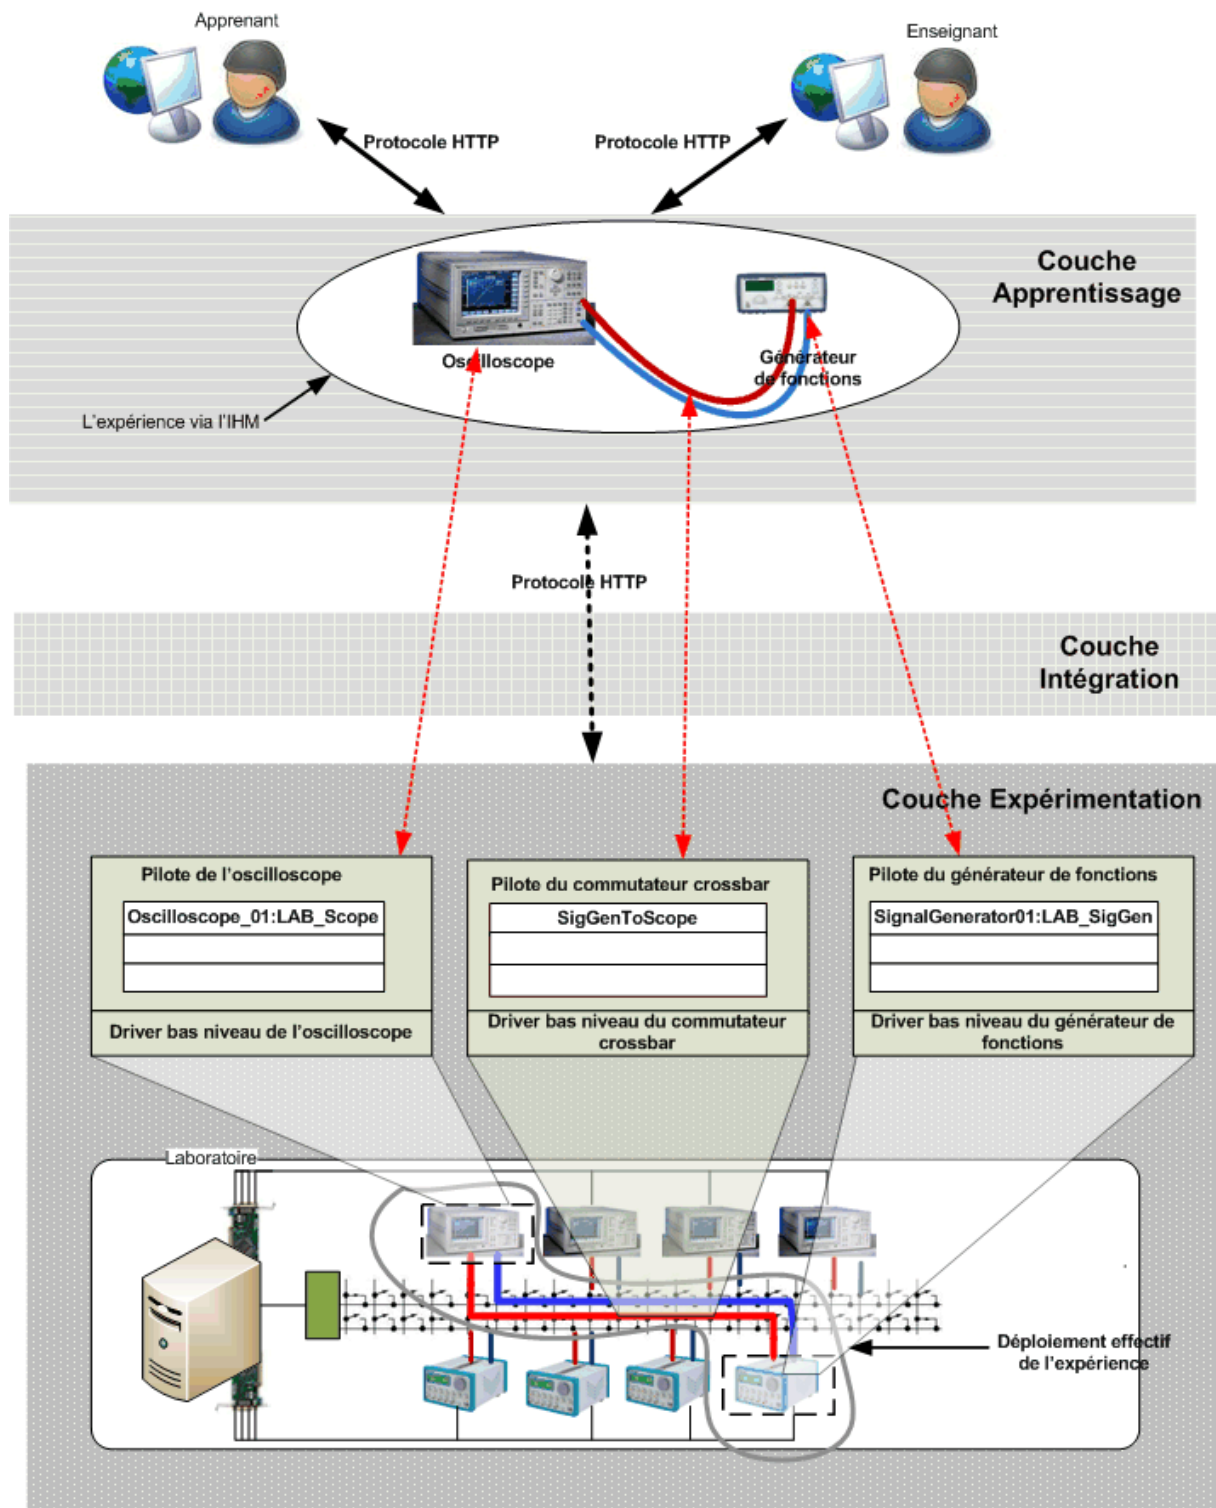 Apprenant
Enseignant
Protocole HTTP
Protocole HTTP
Couche
Apprentissage
Oscilloscope
Générateur
de fonctions
L'expérience via l'IHM
Protocole HTTP
Couche
Intégration
Couche Expérimentation
Pilote de l'oscilloscope
Oscilloscope_01:LAB_Scope
Driver bas niveau de l'oscilloscope
Pilote du commutateur crossbar
SigGenToScope
Driver bas niveau du commutateur
crossbar
Pilote du générateur de fonctions
SignalGenerator01:LAB_SigGen
Driver bas niveau du générateur de
fonctions
Laboratoire
Déploiement effectif
de l'expérience